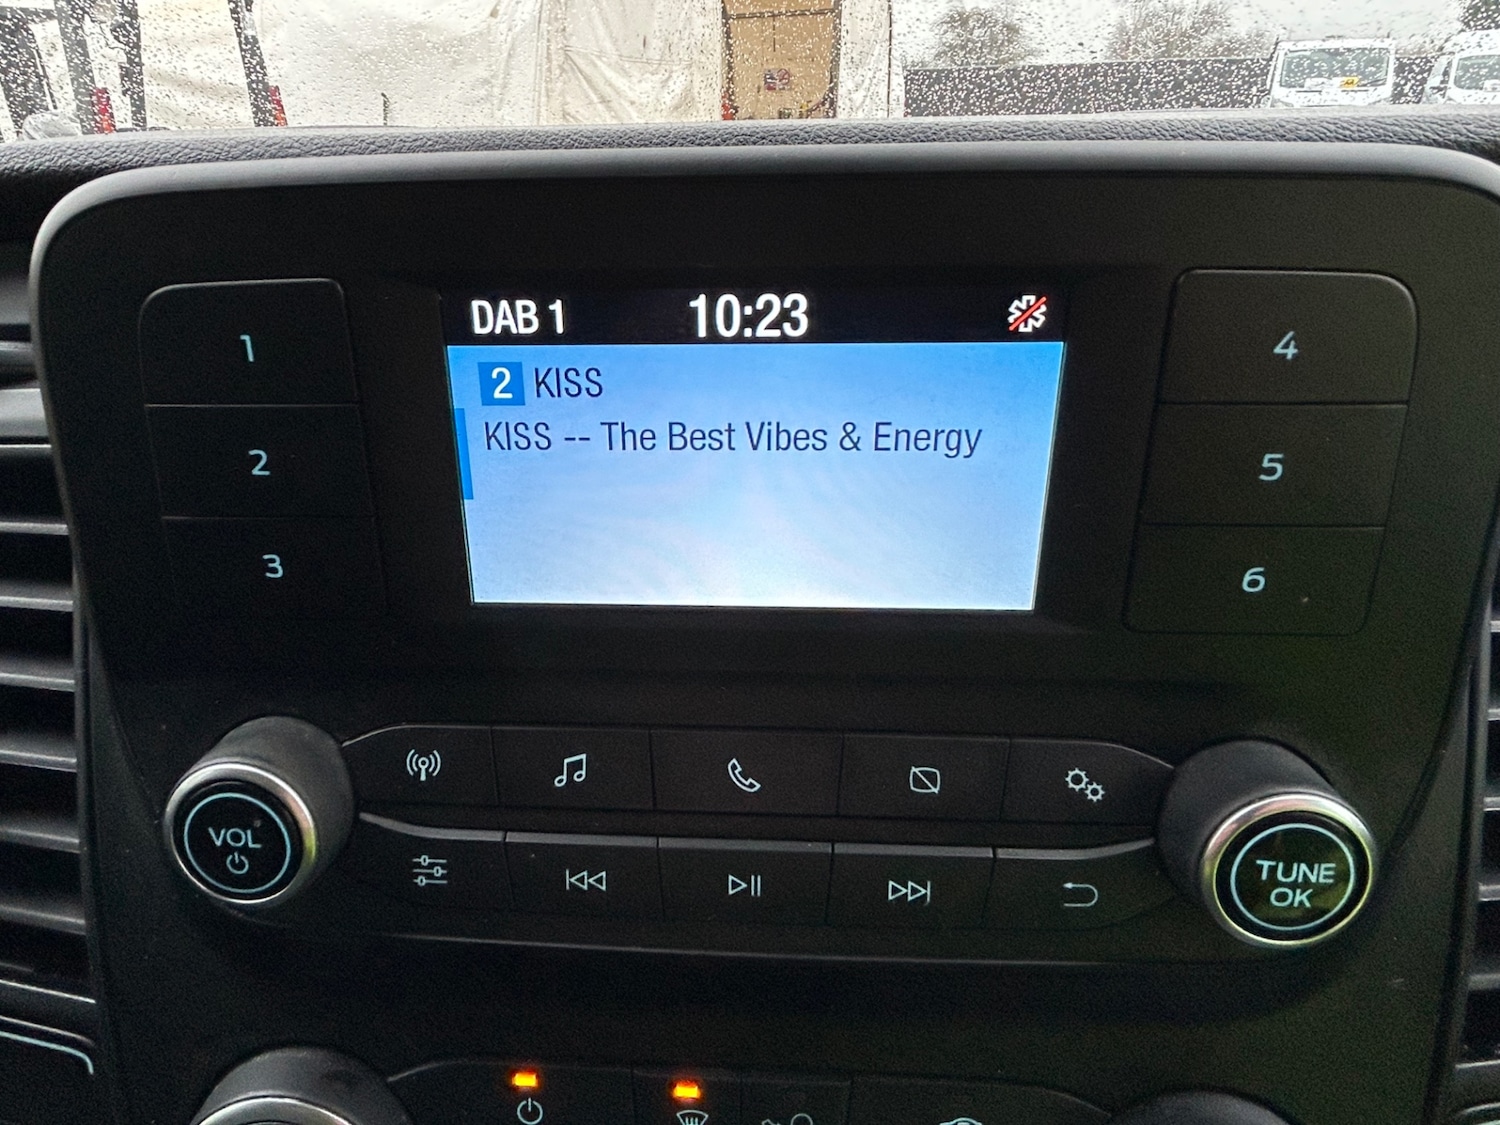 DAB 1 10:23
2 KISS
KISS -- The Best Vibes & Energy
1
2
3
4
5
6
VOL
TUNE
OK